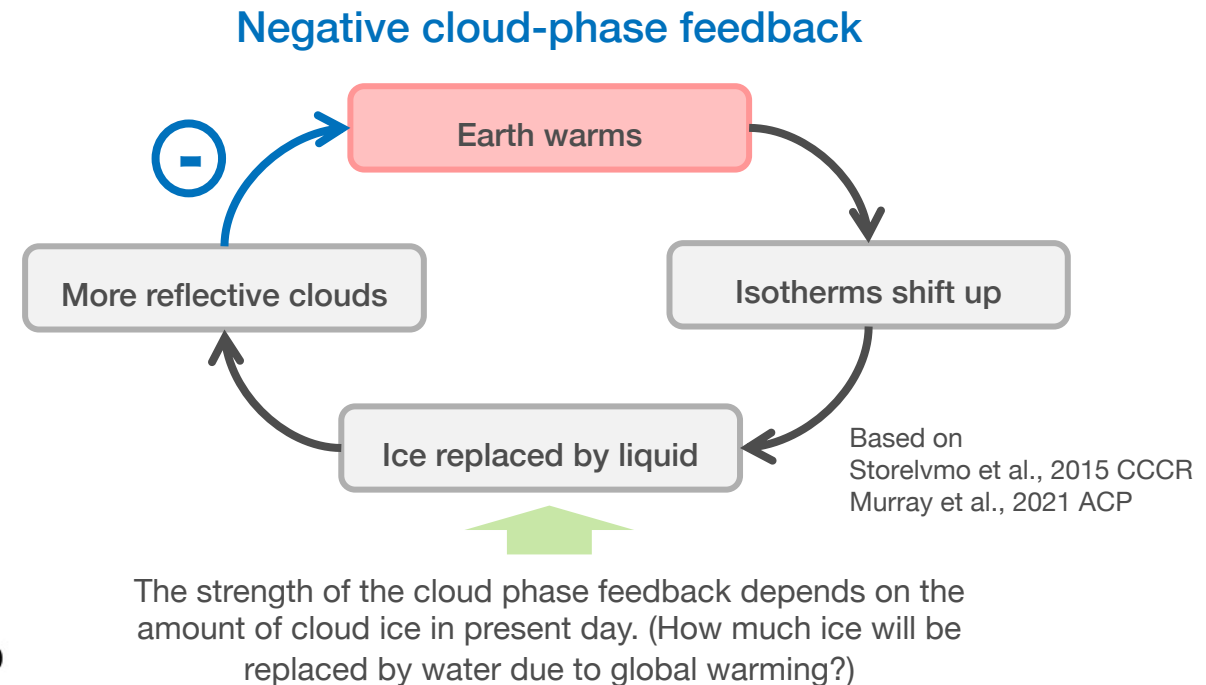 Negative cloud-phase feedback
Earth warms
-
More reflective clouds
Isotherms shift up
Ice replaced by liquid
Based on
Storelvmo et al., 2015 CCCR
Murray et al., 2021 ACP
The strength of the cloud phase feedback depends on the
amount of cloud ice in present day. (How much ice will be
replaced by water due to global warming?)